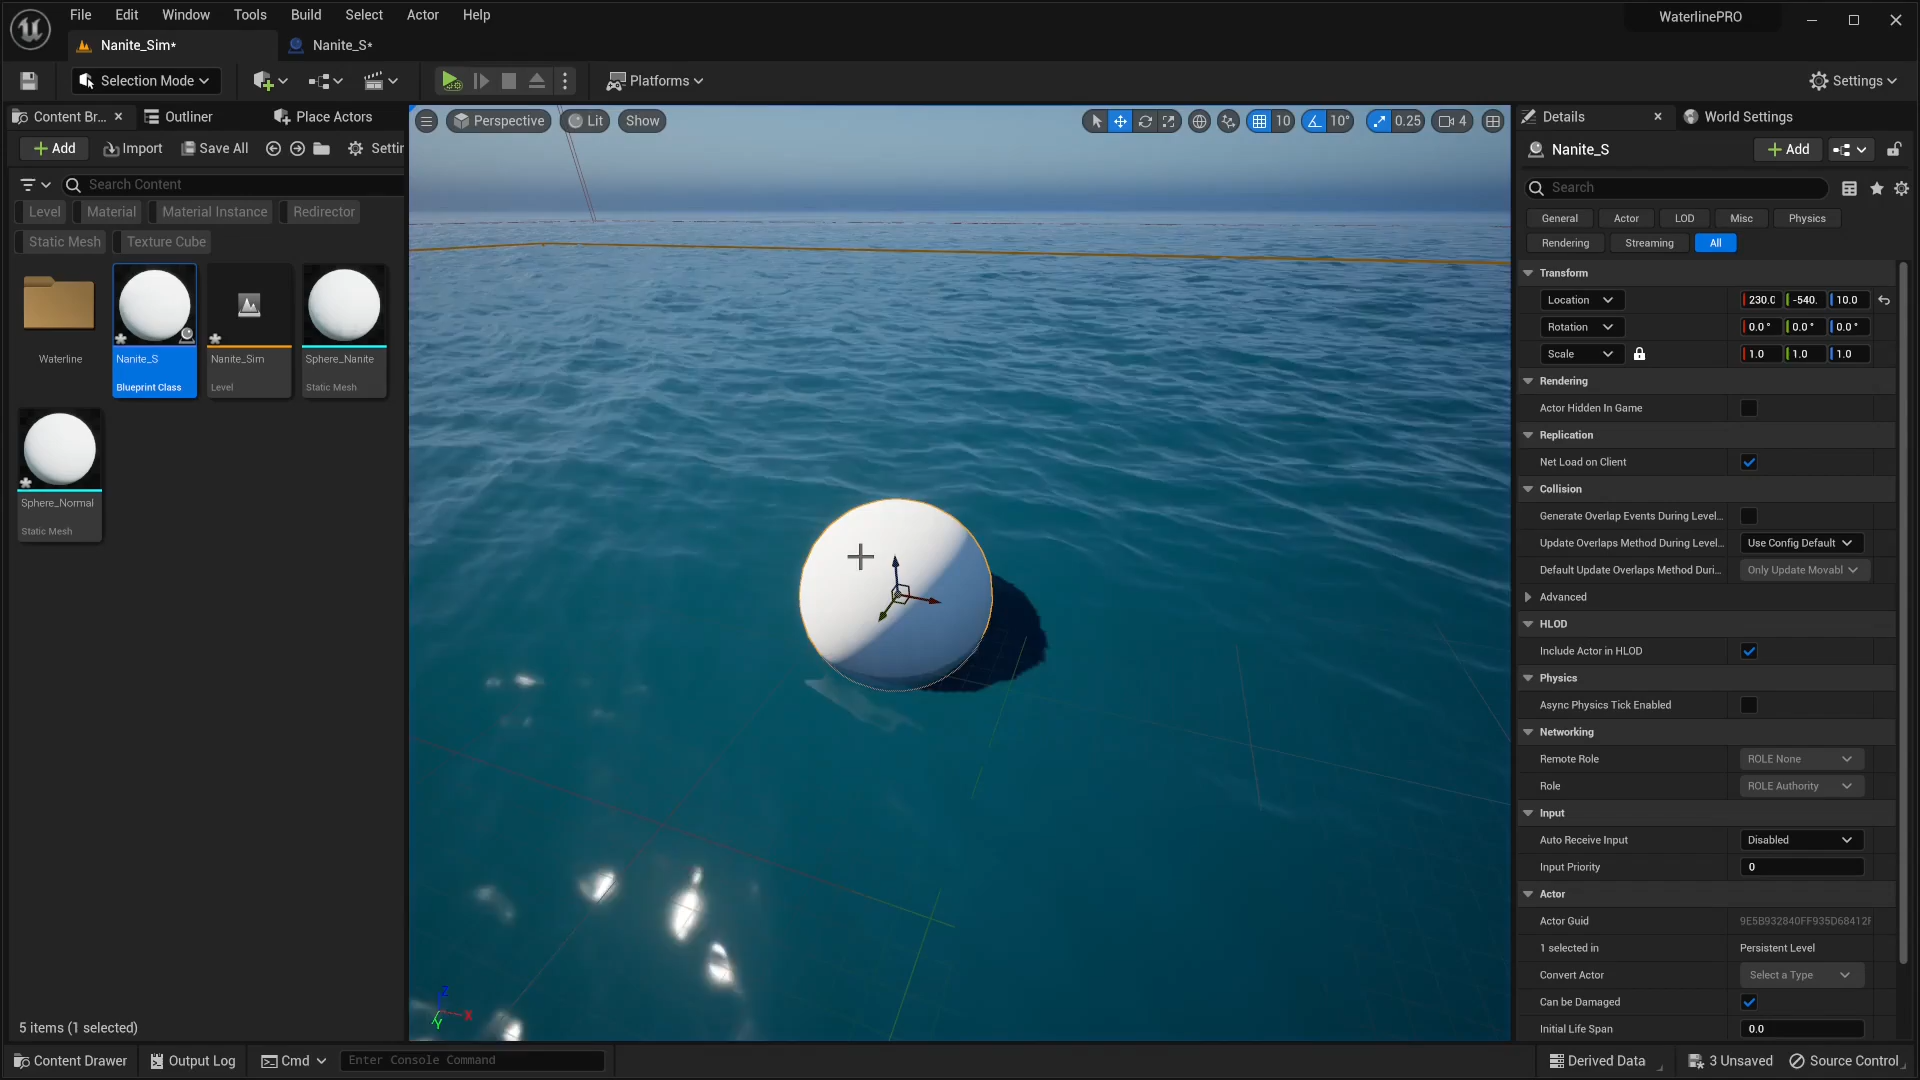 File Edit Window Tools Build Select Actor Help
WaterlinePRO
Nanite_Sim*
Nanite_S*
Selection Mode
Platforms
Settings
Content Br...
Outliner
Place Actors
Add
Import
Save All
Settin
Search Content
Level
Material
Material Instance
Redirector
Static Mesh
Texture Cube
Waterline
Nanite_S
Blueprint Class
Nanite_Sim
Level
Sphere_Nanite
Static Mesh
Sphere_Normal
Static Mesh
5 items (1 selected)
Perspective
Lit
Show
10
10°
0.25
4
Z
X
Y
Details
World Settings
Nanite_S
Add
Search
General
Actor
LOD
Misc
Physics
Rendering
Streaming
All
Transform
Location 230.0 -540. 10.0
Rotation 0.0° 0.0° 0.0°
Scale 1.0 1.0 1.0
Rendering
Actor Hidden In Game
Replication
Net Load on Client
Collision
Generate Overlap Events During Level...
Update Overlaps Method During Level... Use Config Default
Default Update Overlaps Method Duri... Only Update Movabl
Advanced
HLOD
Include Actor in HLOD
Physics
Async Physics Tick Enabled
Networking
Remote Role ROLE None
Role ROLE Authority
Input
Auto Receive Input Disabled
Input Priority 0
Actor
Actor Guid 9E5B932840FF935D68412F
1 selected in Persistent Level
Convert Actor Select a Type
Can be Damaged
Initial Life Span 0.0
Content Drawer
Output Log
Cmd
Enter Console Command
Derived Data
3 Unsaved
Source Control